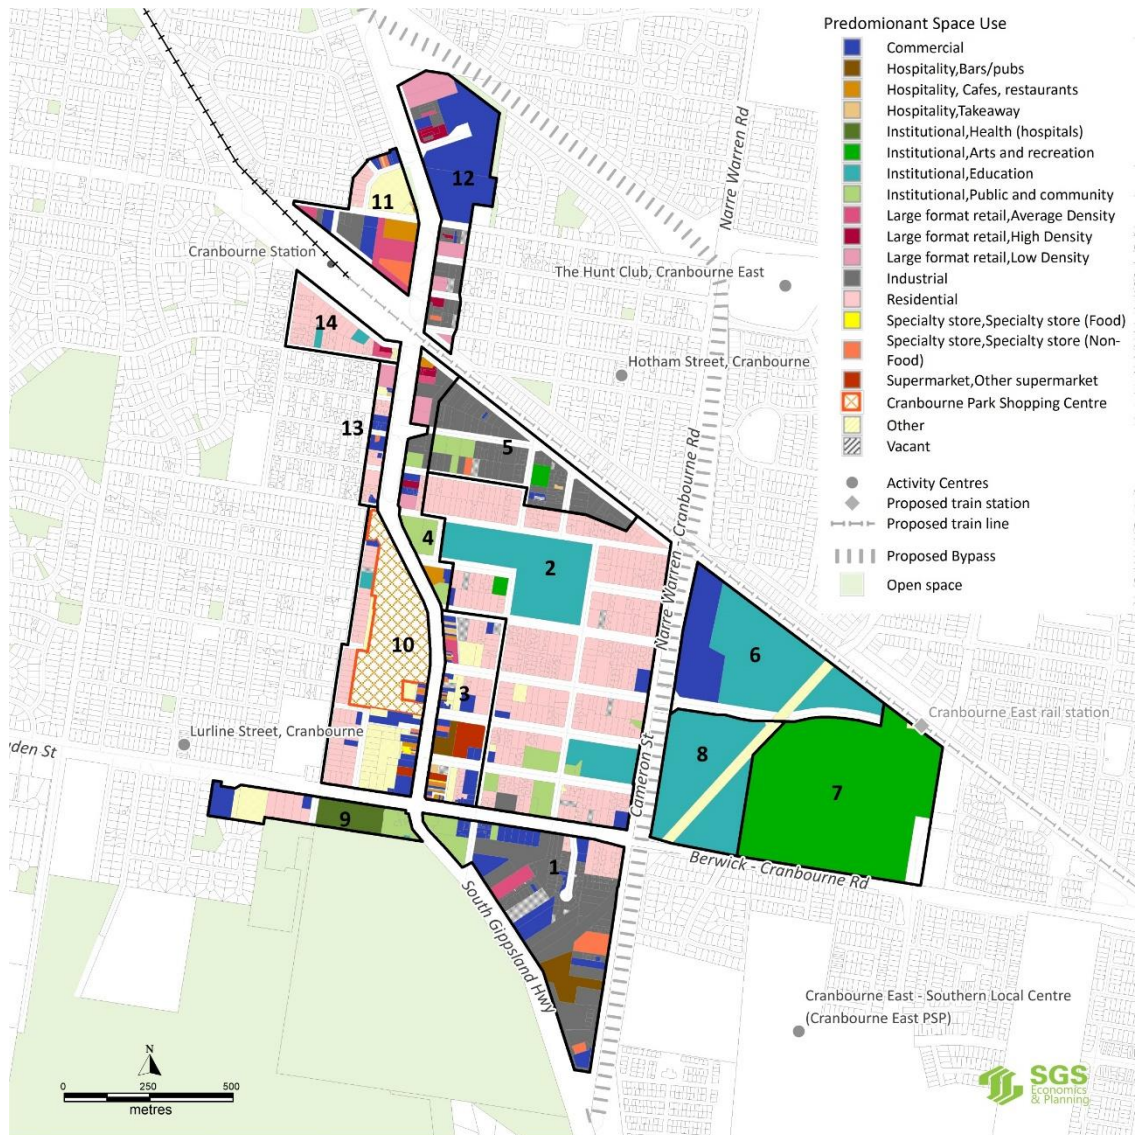 Predomionant Space Use
Commercial
Hospitality,Bars/pubs
Hospitality, Cafes, restaurants
Hospitality,Takeaway
Institutional,Health (hospitals)
Institutional,Arts and recreation
Institutional,Education
Institutional,Public and community
Large format retail,Average Density
Large format retail,High Density
Large format retail,Low Density
Industrial
Residential
Specialty store,Specialty store (Food)
Specialty store,Specialty store (Non-
Food)
Supermarket,Other supermarket
Cranbourne Park Shopping Centre
Other
Vacant
Activity Centres
Proposed train station
Proposed train line
Proposed Bypass
Open space
Narre Warren Rd
12
11
Cranbourne Station
The Hunt Club, Cranbourne East
14
Hotham Street, Cranbourne
13
5
Narre Warren - Cranbourne Rd
4
2
10
6
3
Cranbourne East rail station
Lurline Street, Cranbourne
den St
8
Cameron St
7
9
Berwick - Cranbourne Rd
1
South Gippsland Hwy
Cranbourne East - Southern Local Centre
(Cranbourne East PSP)
N
0 250 500
metres
SGS
Economics
& Planning